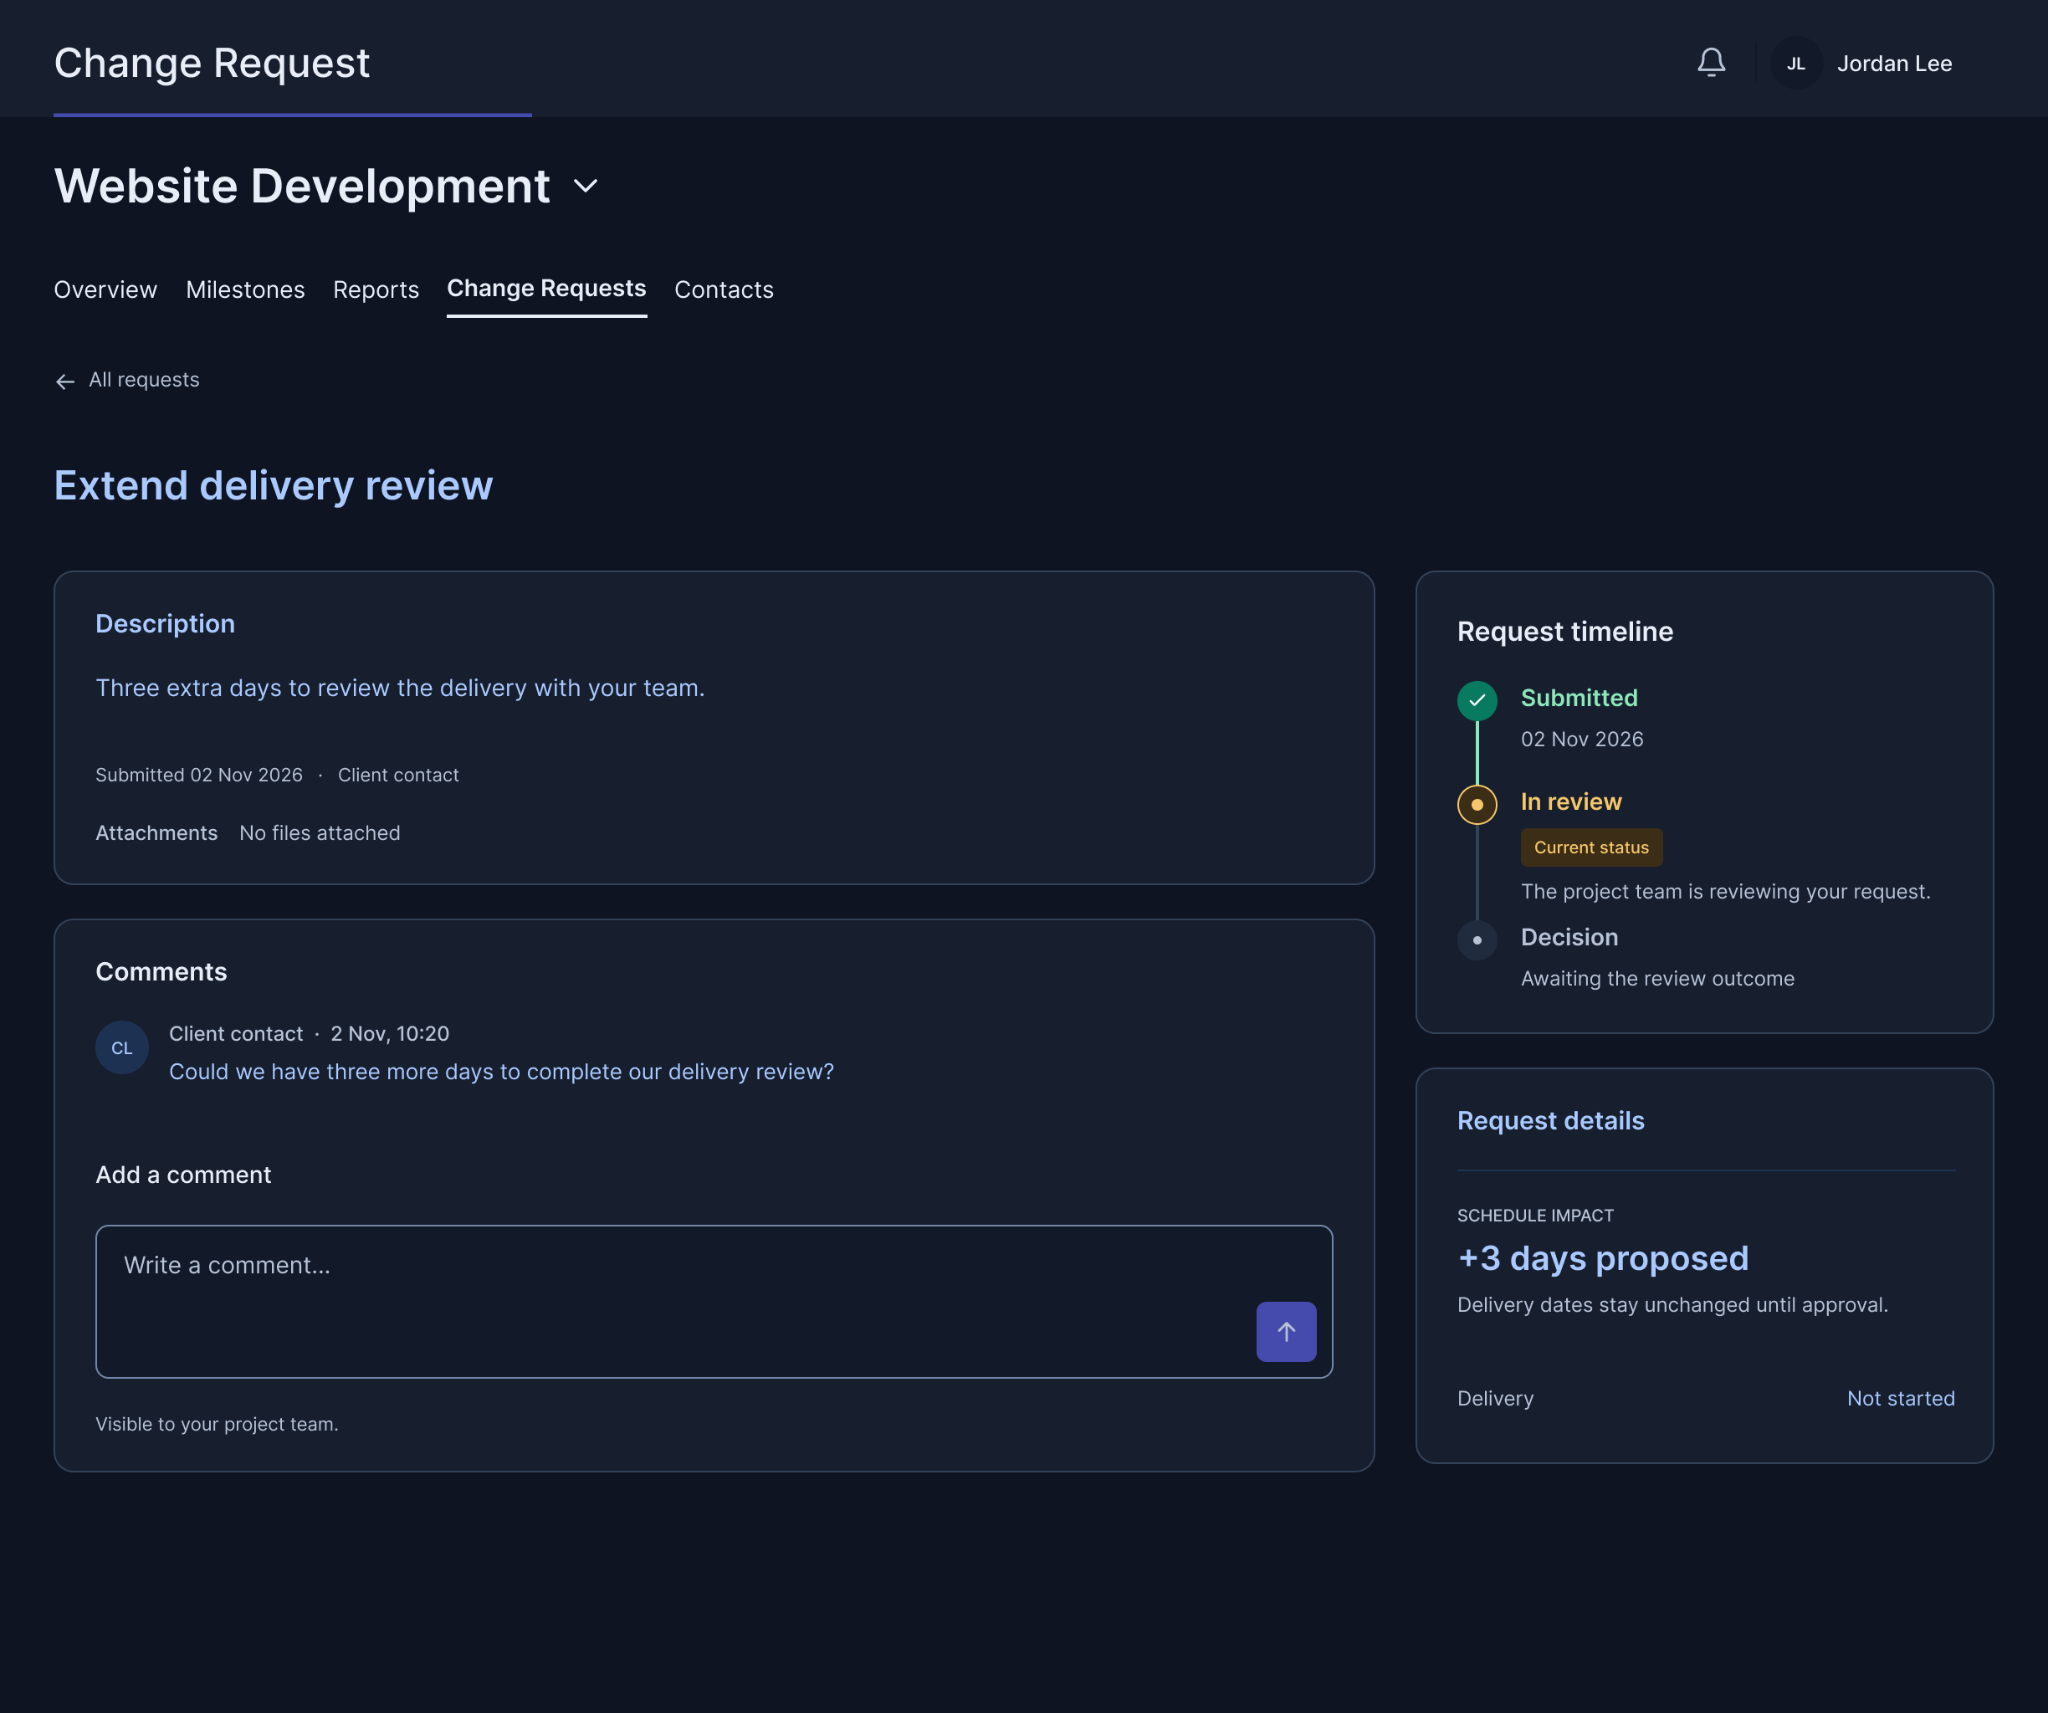 Change Request
JL
Jordan Lee
Website Development
Overview
Milestones
Reports
Change Requests
Contacts
All requests
Extend delivery review
Description
Three extra days to review the delivery with your team.
Submitted 02 Nov 2026 · Client contact
Attachments No files attached
Comments
CL
Client contact · 2 Nov, 10:20
Could we have three more days to complete our delivery review?
Add a comment
Write a comment...
Visible to your project team.
Request timeline
Submitted
02 Nov 2026
In review
Current status
The project team is reviewing your request.
Decision
Awaiting the review outcome
Request details
SCHEDULE IMPACT
+3 days proposed
Delivery dates stay unchanged until approval.
Delivery
Not started